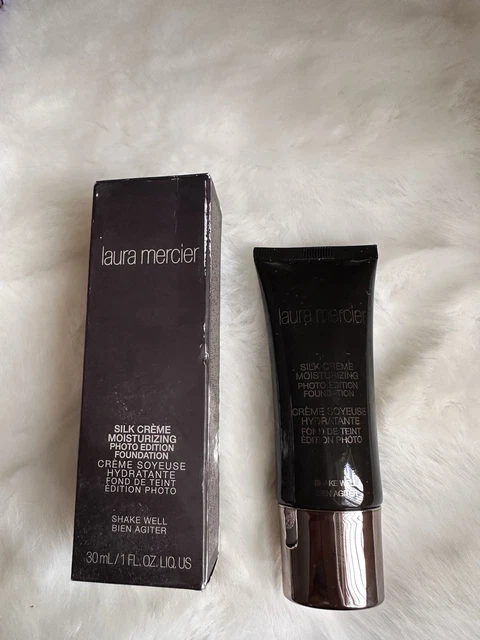 laura mercier
SILK CRÈME
MOISTURIZING
PHOTO EDITION
FOUNDATION
CRÈME SOYEUSE
HYDRATANTE
FOND DE TEINT
ÉDITION PHOTO
SHAKE WELL
BIEN AGITER
30 mL / 1 FL. OZ. LIQ. US
laura mercier
SILK CRÈME
MOISTURIZING
PHOTO EDITION
FOUNDATION
CRÈME SOYEUSE
HYDRATANTE
FOND DE TEINT
ÉDITION PHOTO
SHAKE WELL
BIEN AGITER